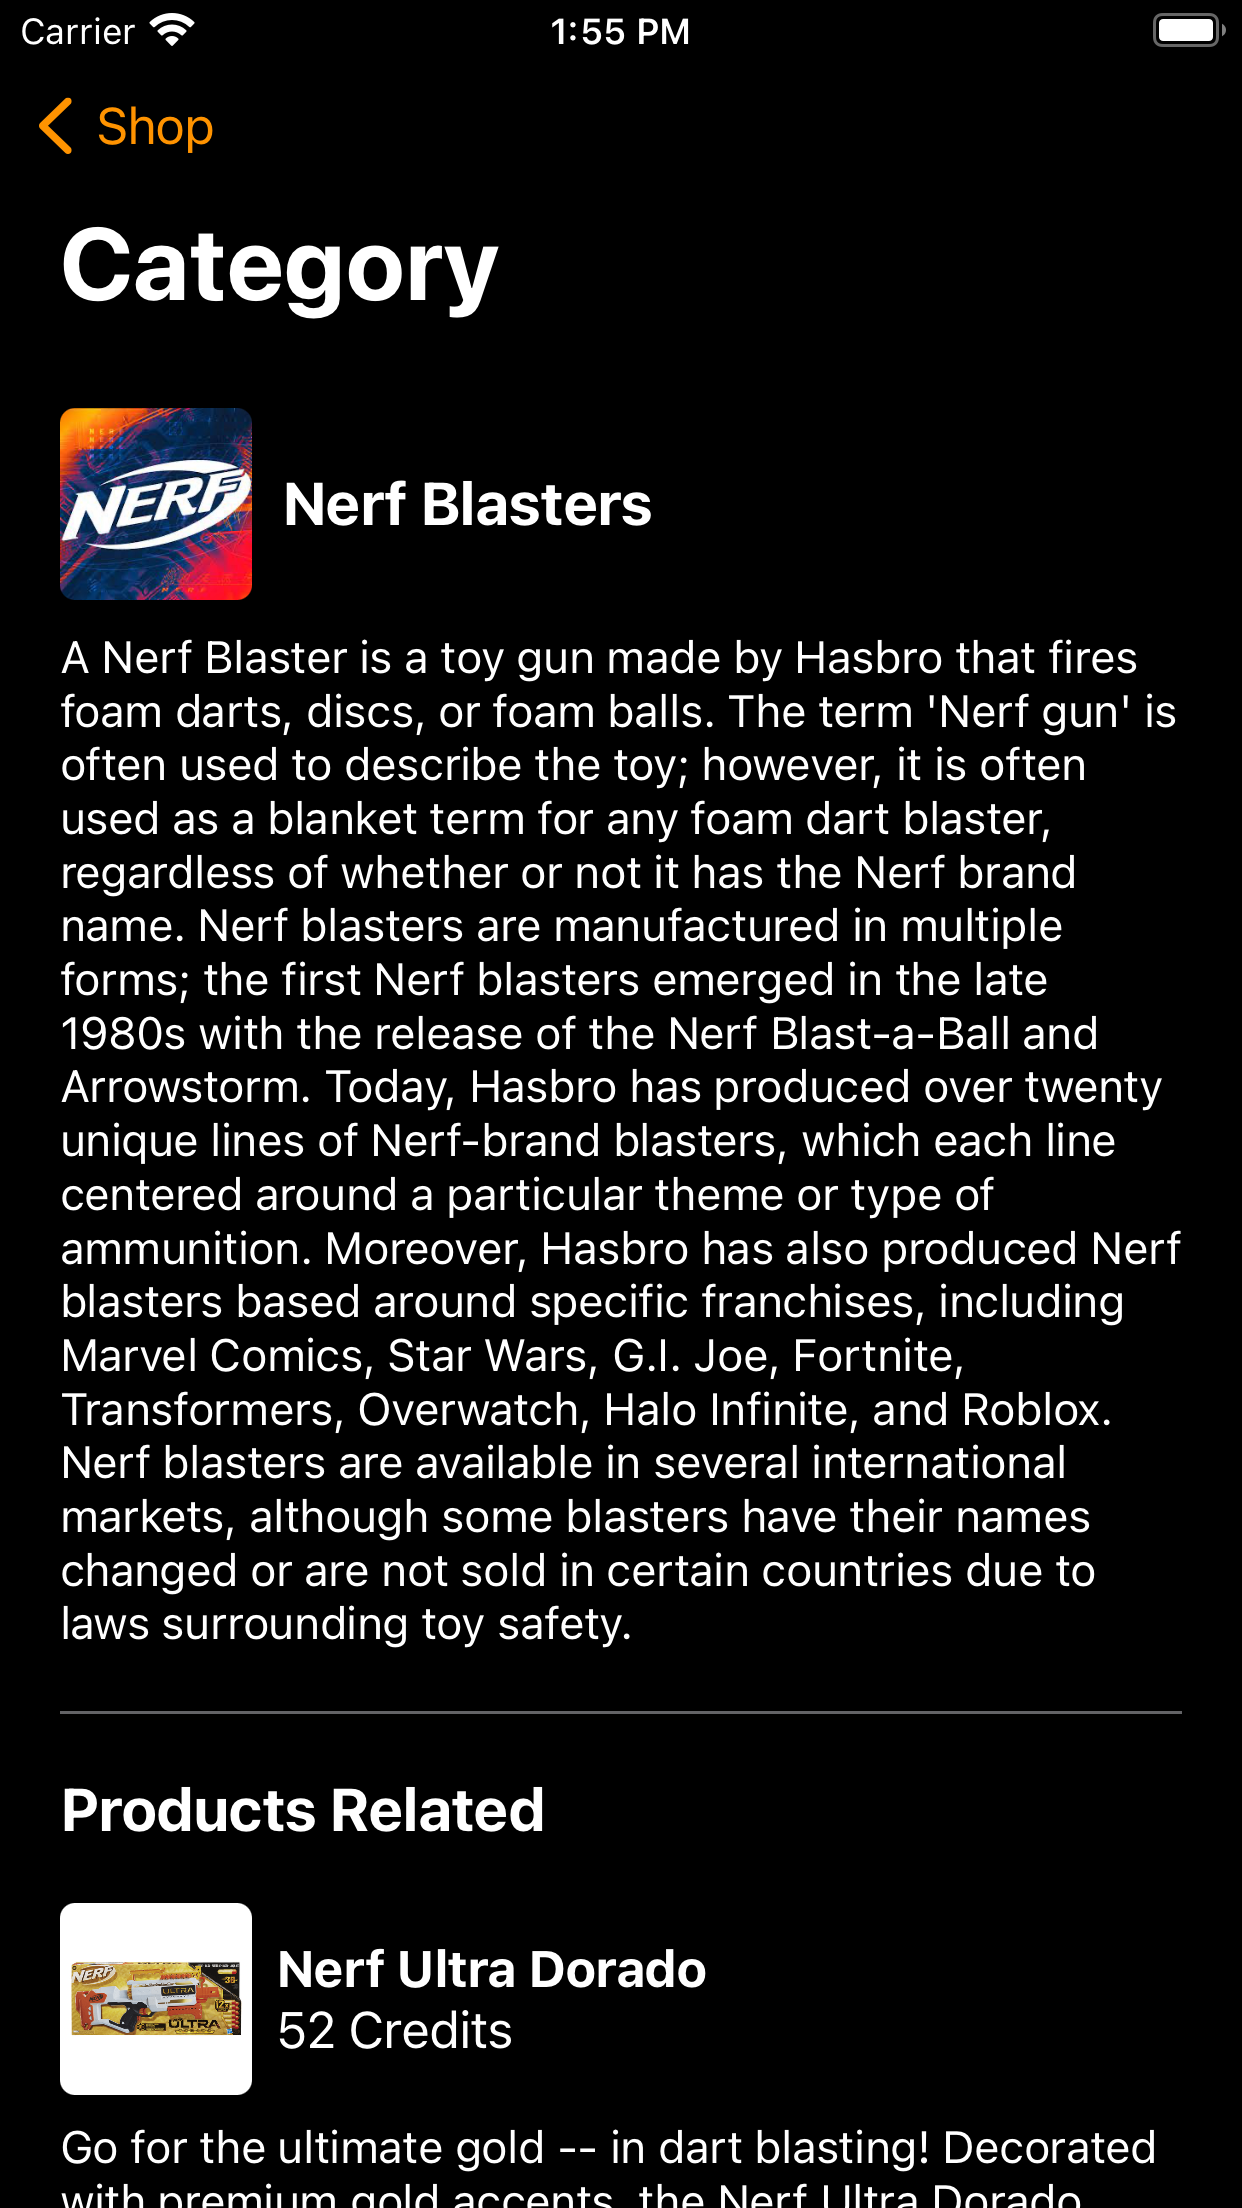 Carrier 1:55 PM
Shop
Category
NERF
Nerf Blasters
A Nerf Blaster is a toy gun made by Hasbro that fires
foam darts, discs, or foam balls. The term 'Nerf gun' is
often used to describe the toy; however, it is often
used as a blanket term for any foam dart blaster,
regardless of whether or not it has the Nerf brand
name. Nerf blasters are manufactured in multiple
forms; the first Nerf blasters emerged in the late
1980s with the release of the Nerf Blast-a-Ball and
Arrowstorm. Today, Hasbro has produced over twenty
unique lines of Nerf-brand blasters, which each line
centered around a particular theme or type of
ammunition. Moreover, Hasbro has also produced Nerf
blasters based around specific franchises, including
Marvel Comics, Star Wars, G.I. Joe, Fortnite,
Transformers, Overwatch, Halo Infinite, and Roblox.
Nerf blasters are available in several international
markets, although some blasters have their names
changed or are not sold in certain countries due to
laws surrounding toy safety.
Products Related
NERF
ULTRA
ULTRA
Nerf Ultra Dorado
52 Credits
Go for the ultimate gold -- in dart blasting! Decorated
with premium gold accents, the Nerf Ultra Dorado